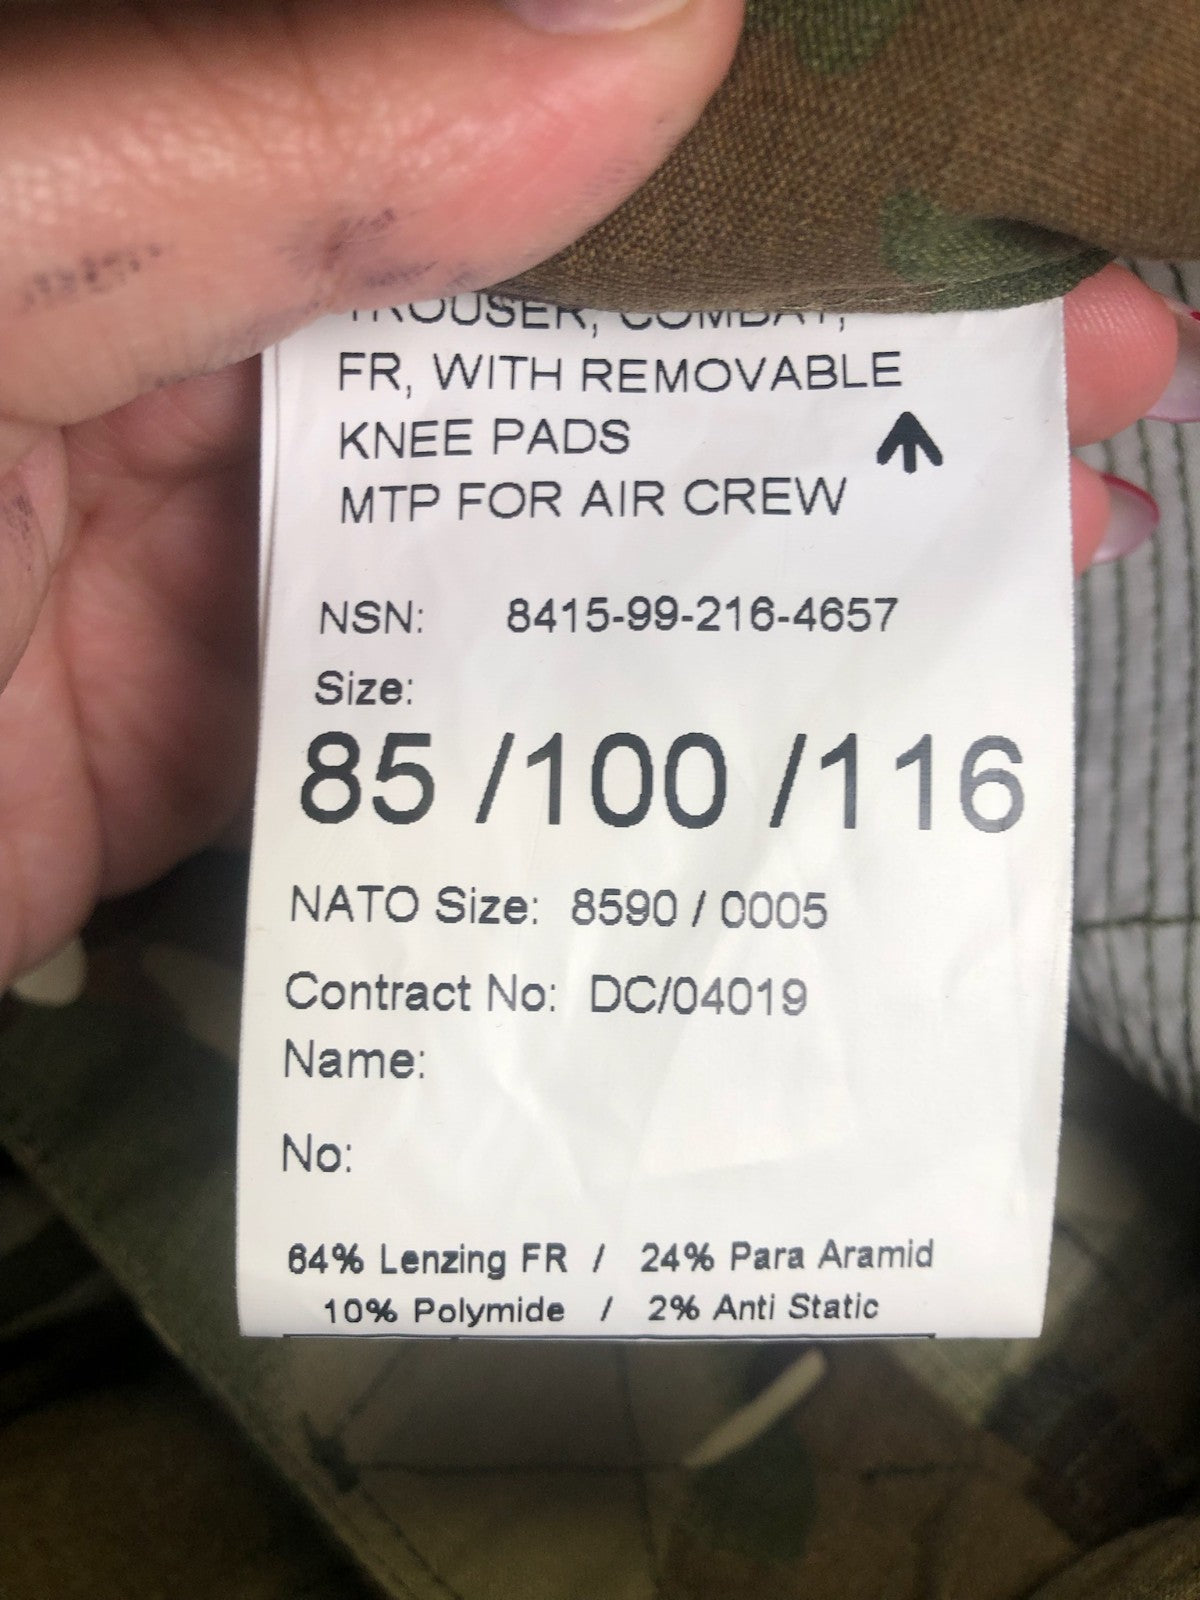 TROUSER, COMBAT,
FR, WITH REMOVABLE
KNEE PADS
MTP FOR AIR CREW
NSN: 8415-99-216-4657
Size:
85 /100 /116
NATO Size: 8590 / 0005
Contract No: DC/04019
Name:
No:
64% Lenzing FR / 24% Para Aramid
10% Polymide / 2% Anti Static